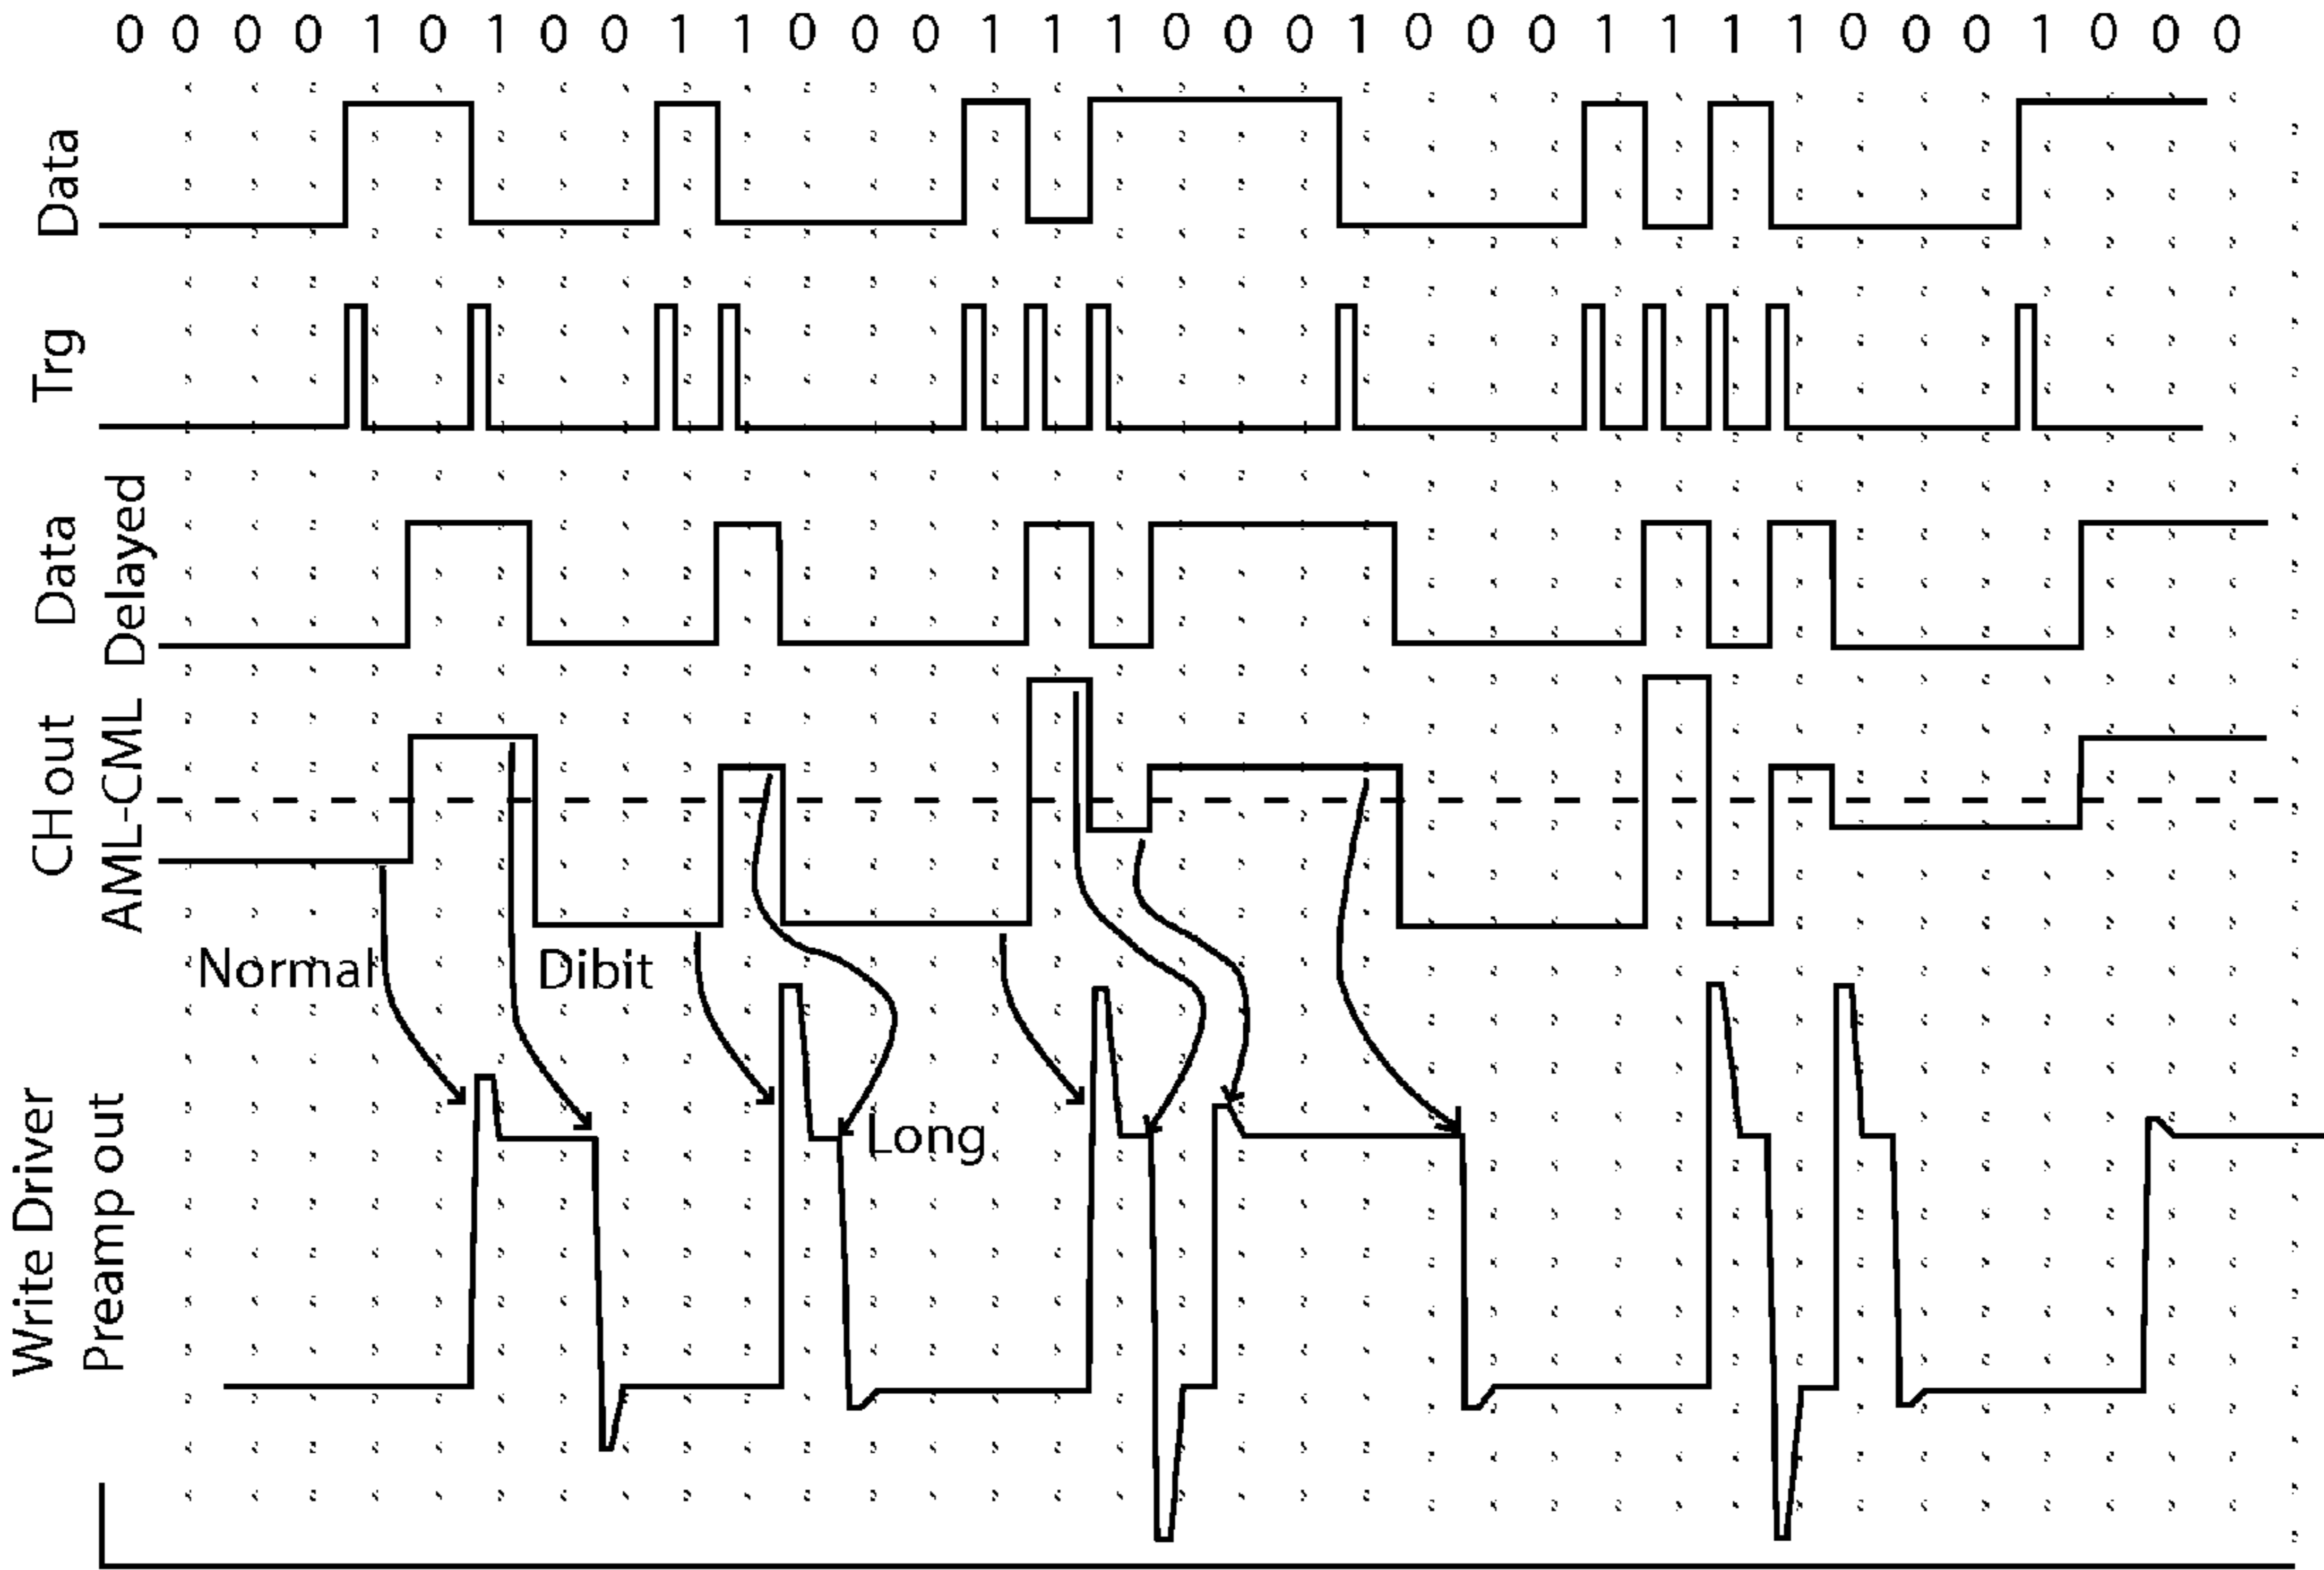 0 0 0 0 1 0 1 0 0 1 1 0 0 0 1 1 1 0 0 0 1 0 0 0 1 1 1 1 0 0 0 1 0 0 0
Data
Trg
Data
Delayed
CH out
AML-CML
Normal
Dibit
Long
Write Driver
Preamp out